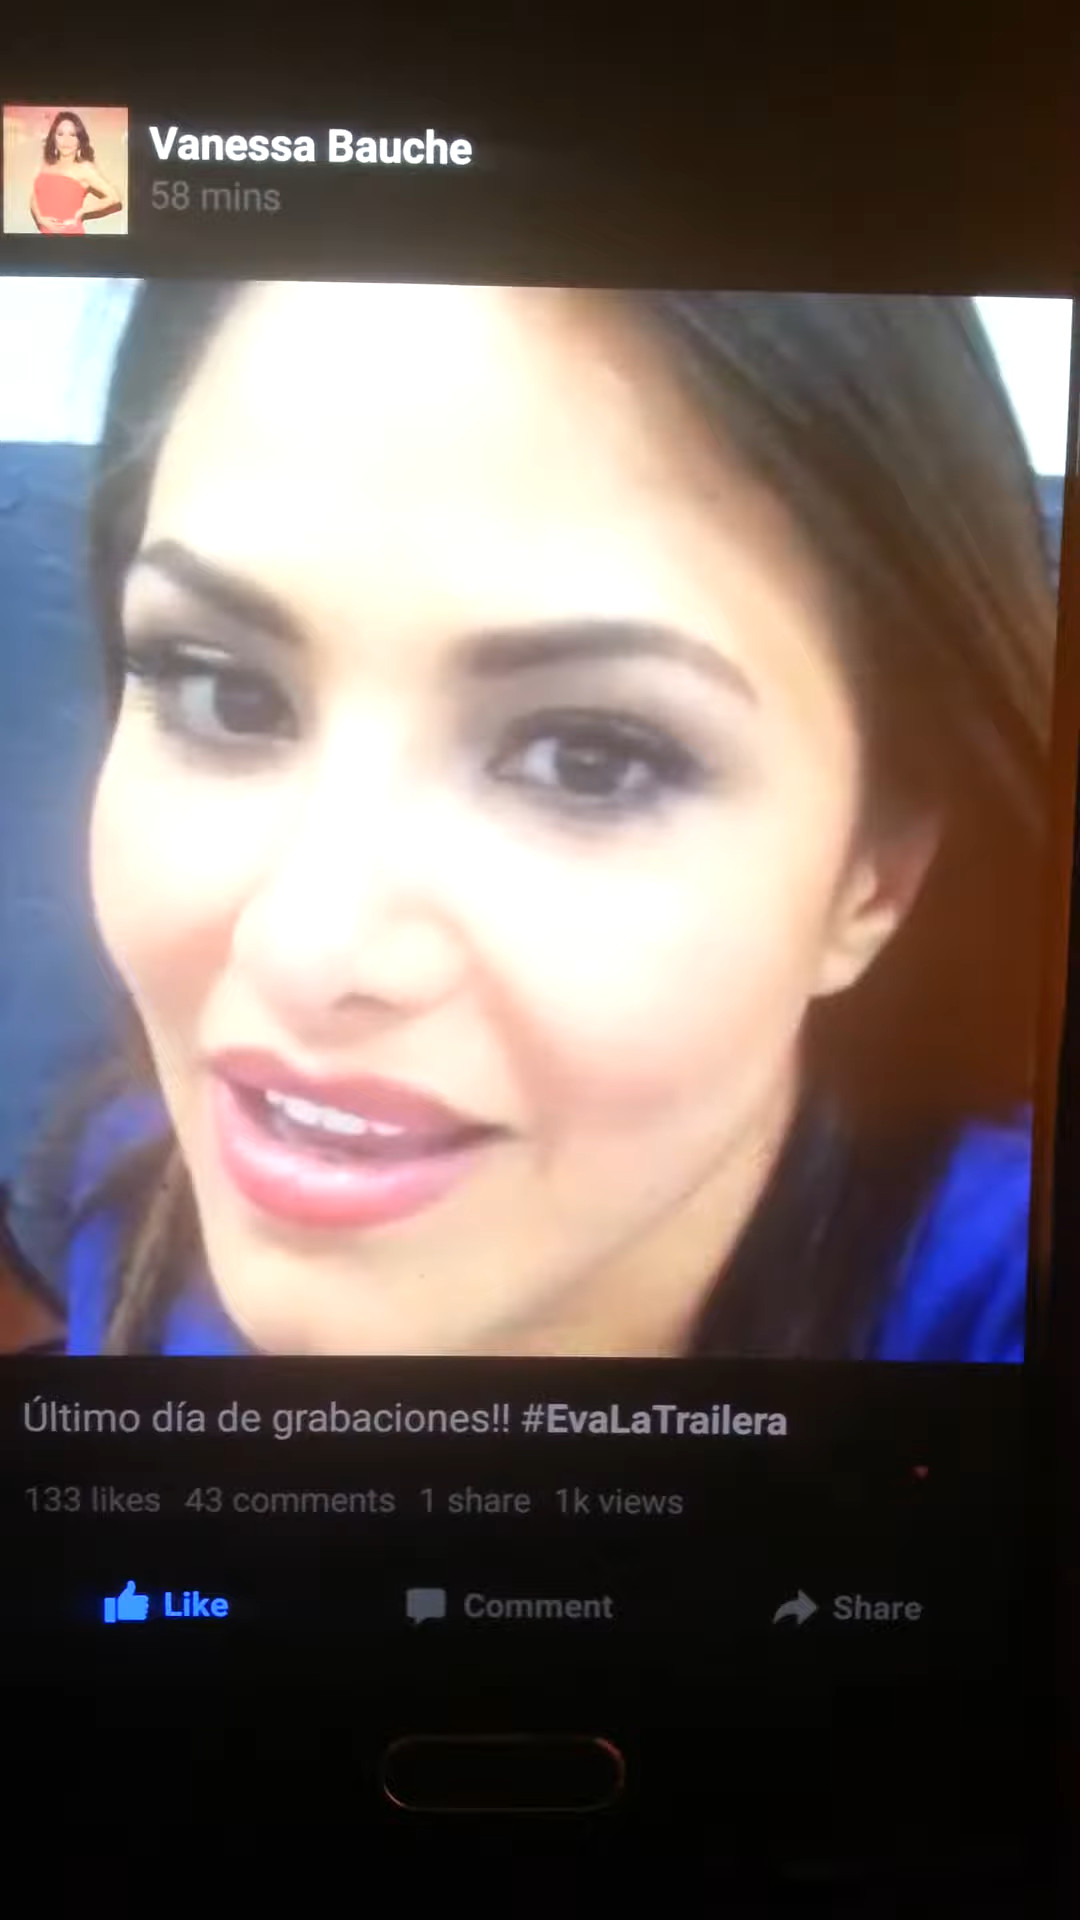 Vanessa Bauche
58 mins
Último día de grabaciones!! #EvaLaTrailera
133 likes 43 comments 1 share 1k views
Like Comment Share